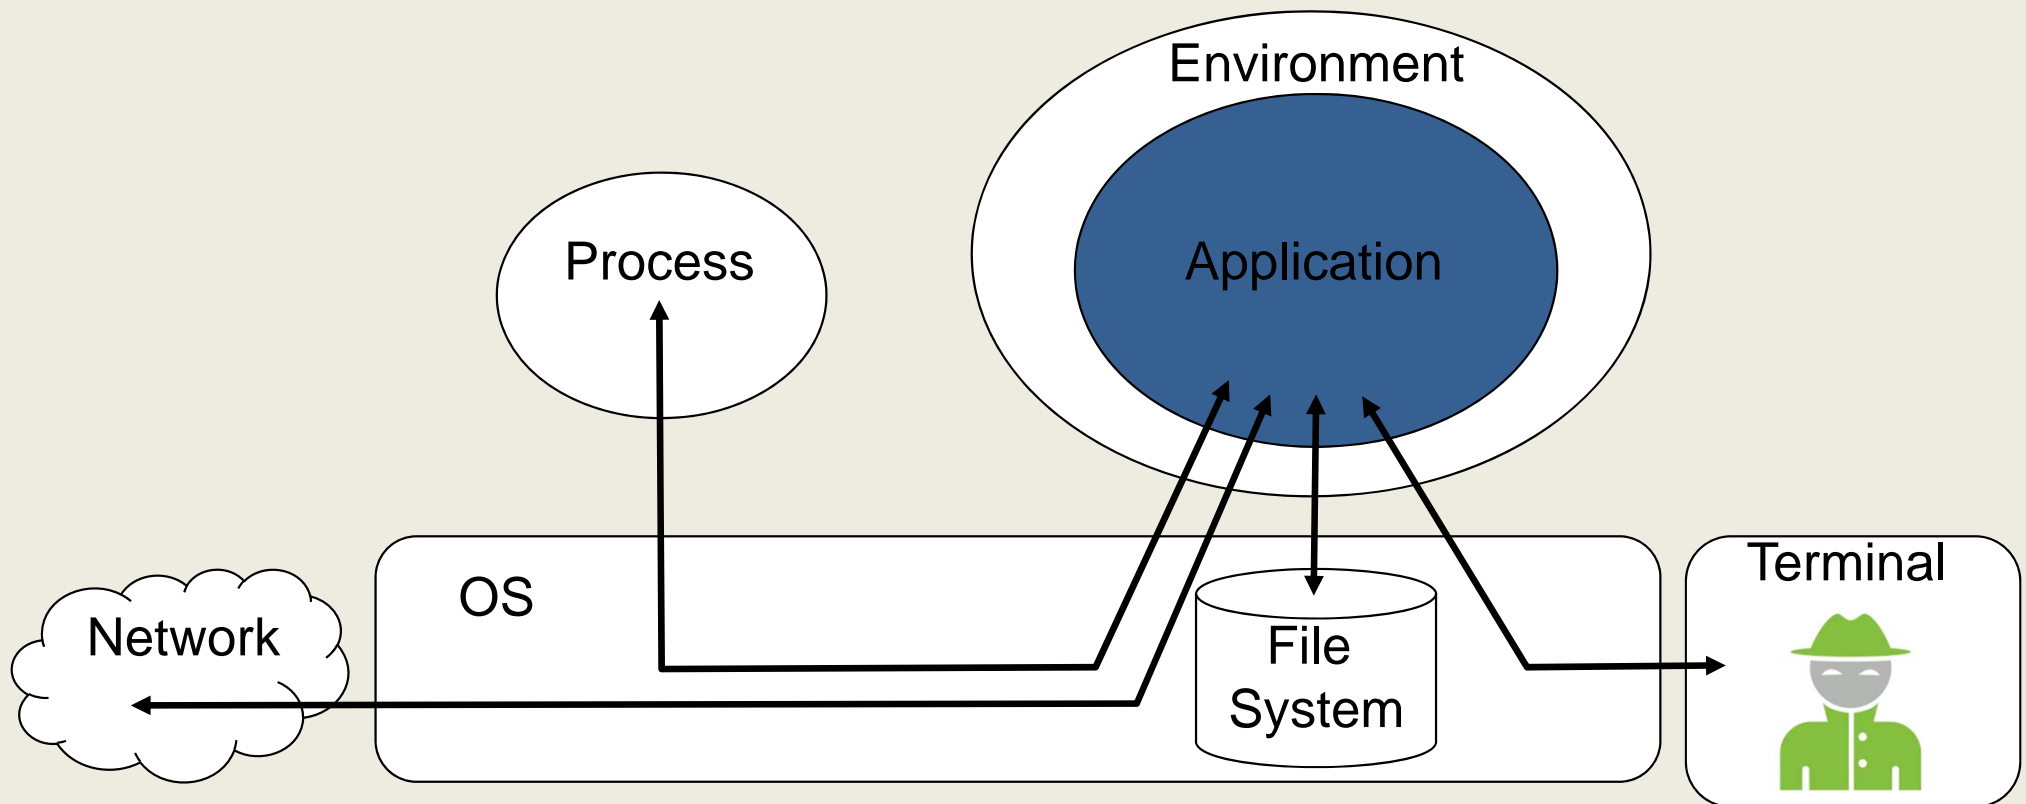 Environment
Process
Application
OS
Terminal
Network
File
System